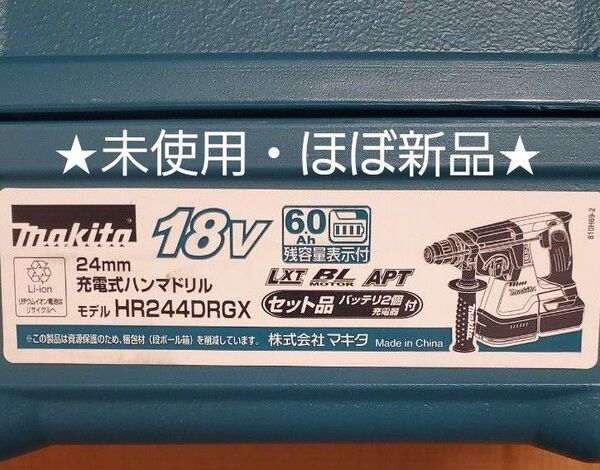 ★未使用・ほぼ新品★
makita
18V
6.0 Ah
残容量表示付
Li-ion
リチウムイオン電池は
リサイクルへ
24mm
充電式ハンマドリル
モデル HR244DRGX
LXT BL MOTOR APT
セット品 バッテリ2個 充電器 付
makita
※この製品は資源保護のため、梱包材(段ボール箱)を削減しています。
株式会社 マキタ Made in China
810H69-2